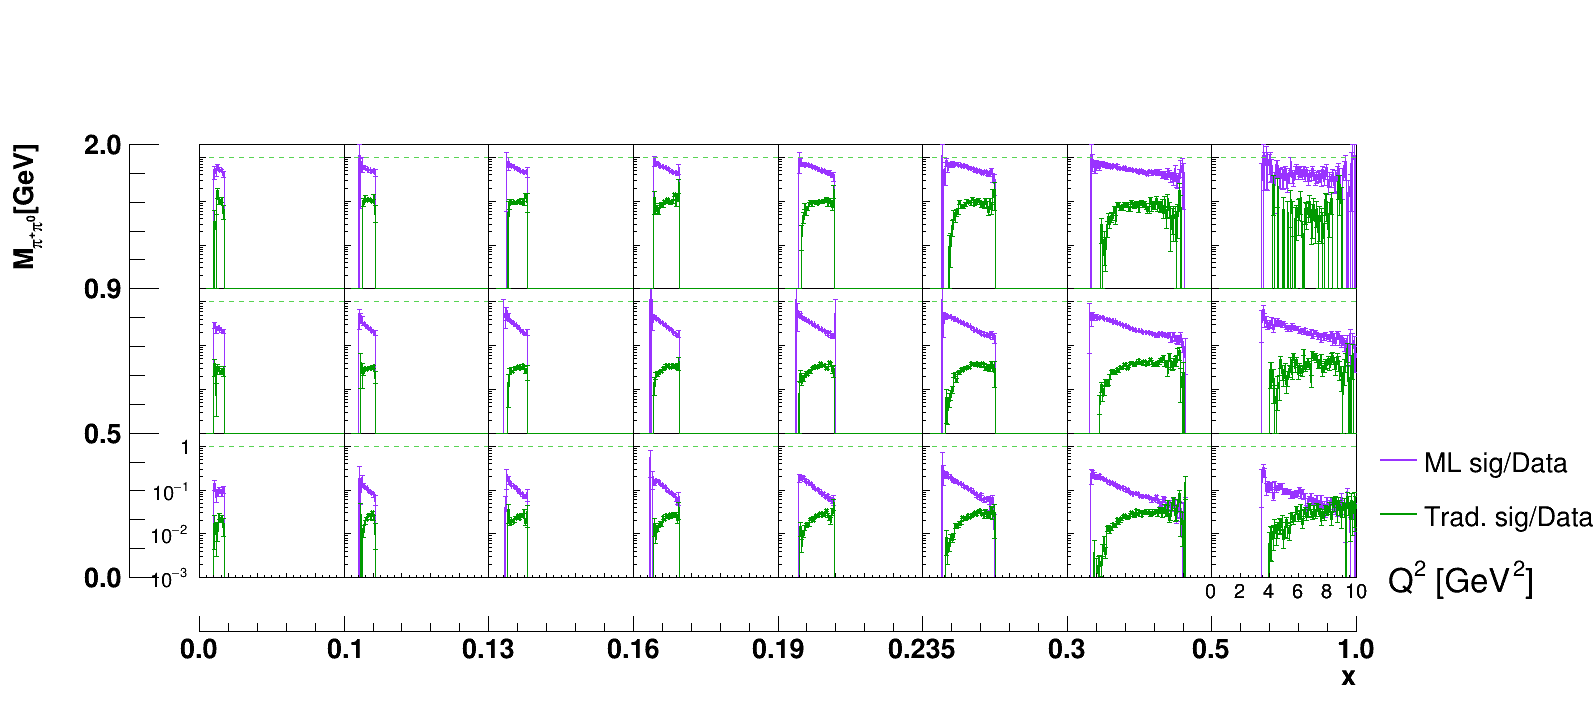 2.0
M_{π⁺π⁰}[GeV]
0.9
0.5
1
10⁻¹
10⁻²
10⁻³
0.0
ML sig/Data
Trad. sig/Data
Q² [GeV²]
0 2 4 6 8 10
0.0 0.1 0.13 0.16 0.19 0.235 0.3 0.5 1.0
x